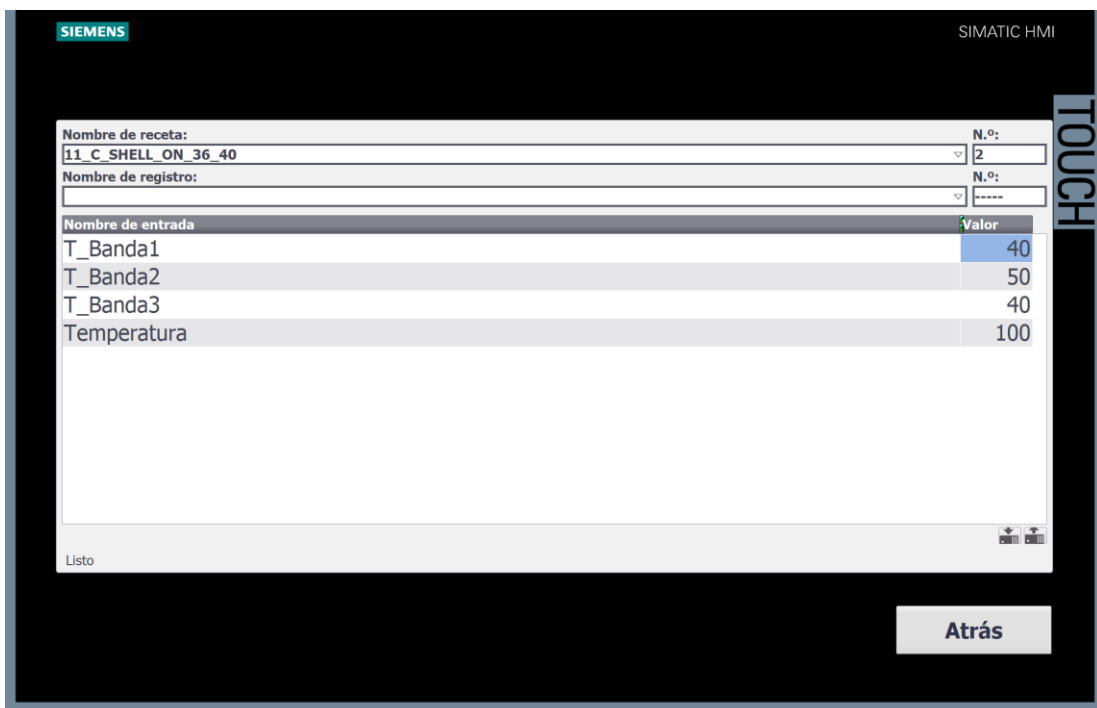 SIEMENS
SIMATIC HMI
TOUCH
Nombre de receta:
N.º:
11_C_SHELL_ON_36_40
2
Nombre de registro:
N.º:
-----
Nombre de entrada
Valor
T_Banda1
40
T_Banda2
50
T_Banda3
40
Temperatura
100
Listo
Atrás